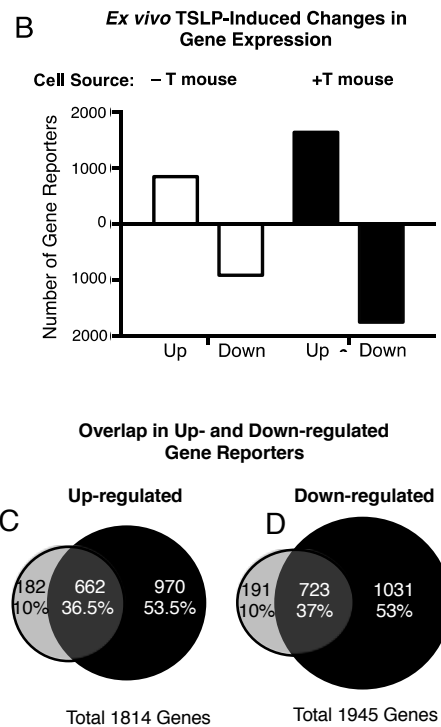 B
Ex vivo TSLP-Induced Changes in
Gene Expression
Cell Source: – T mouse +T mouse
Number of Gene Reporters
2000
1000
0
1000
2000
Up Down Up Down
Overlap in Up- and Down-regulated
Gene Reporters
C Up-regulated
182 662 970
10% 36.5% 53.5%
Total 1814 Genes
D Down-regulated
191 723 1031
10% 37% 53%
Total 1945 Genes